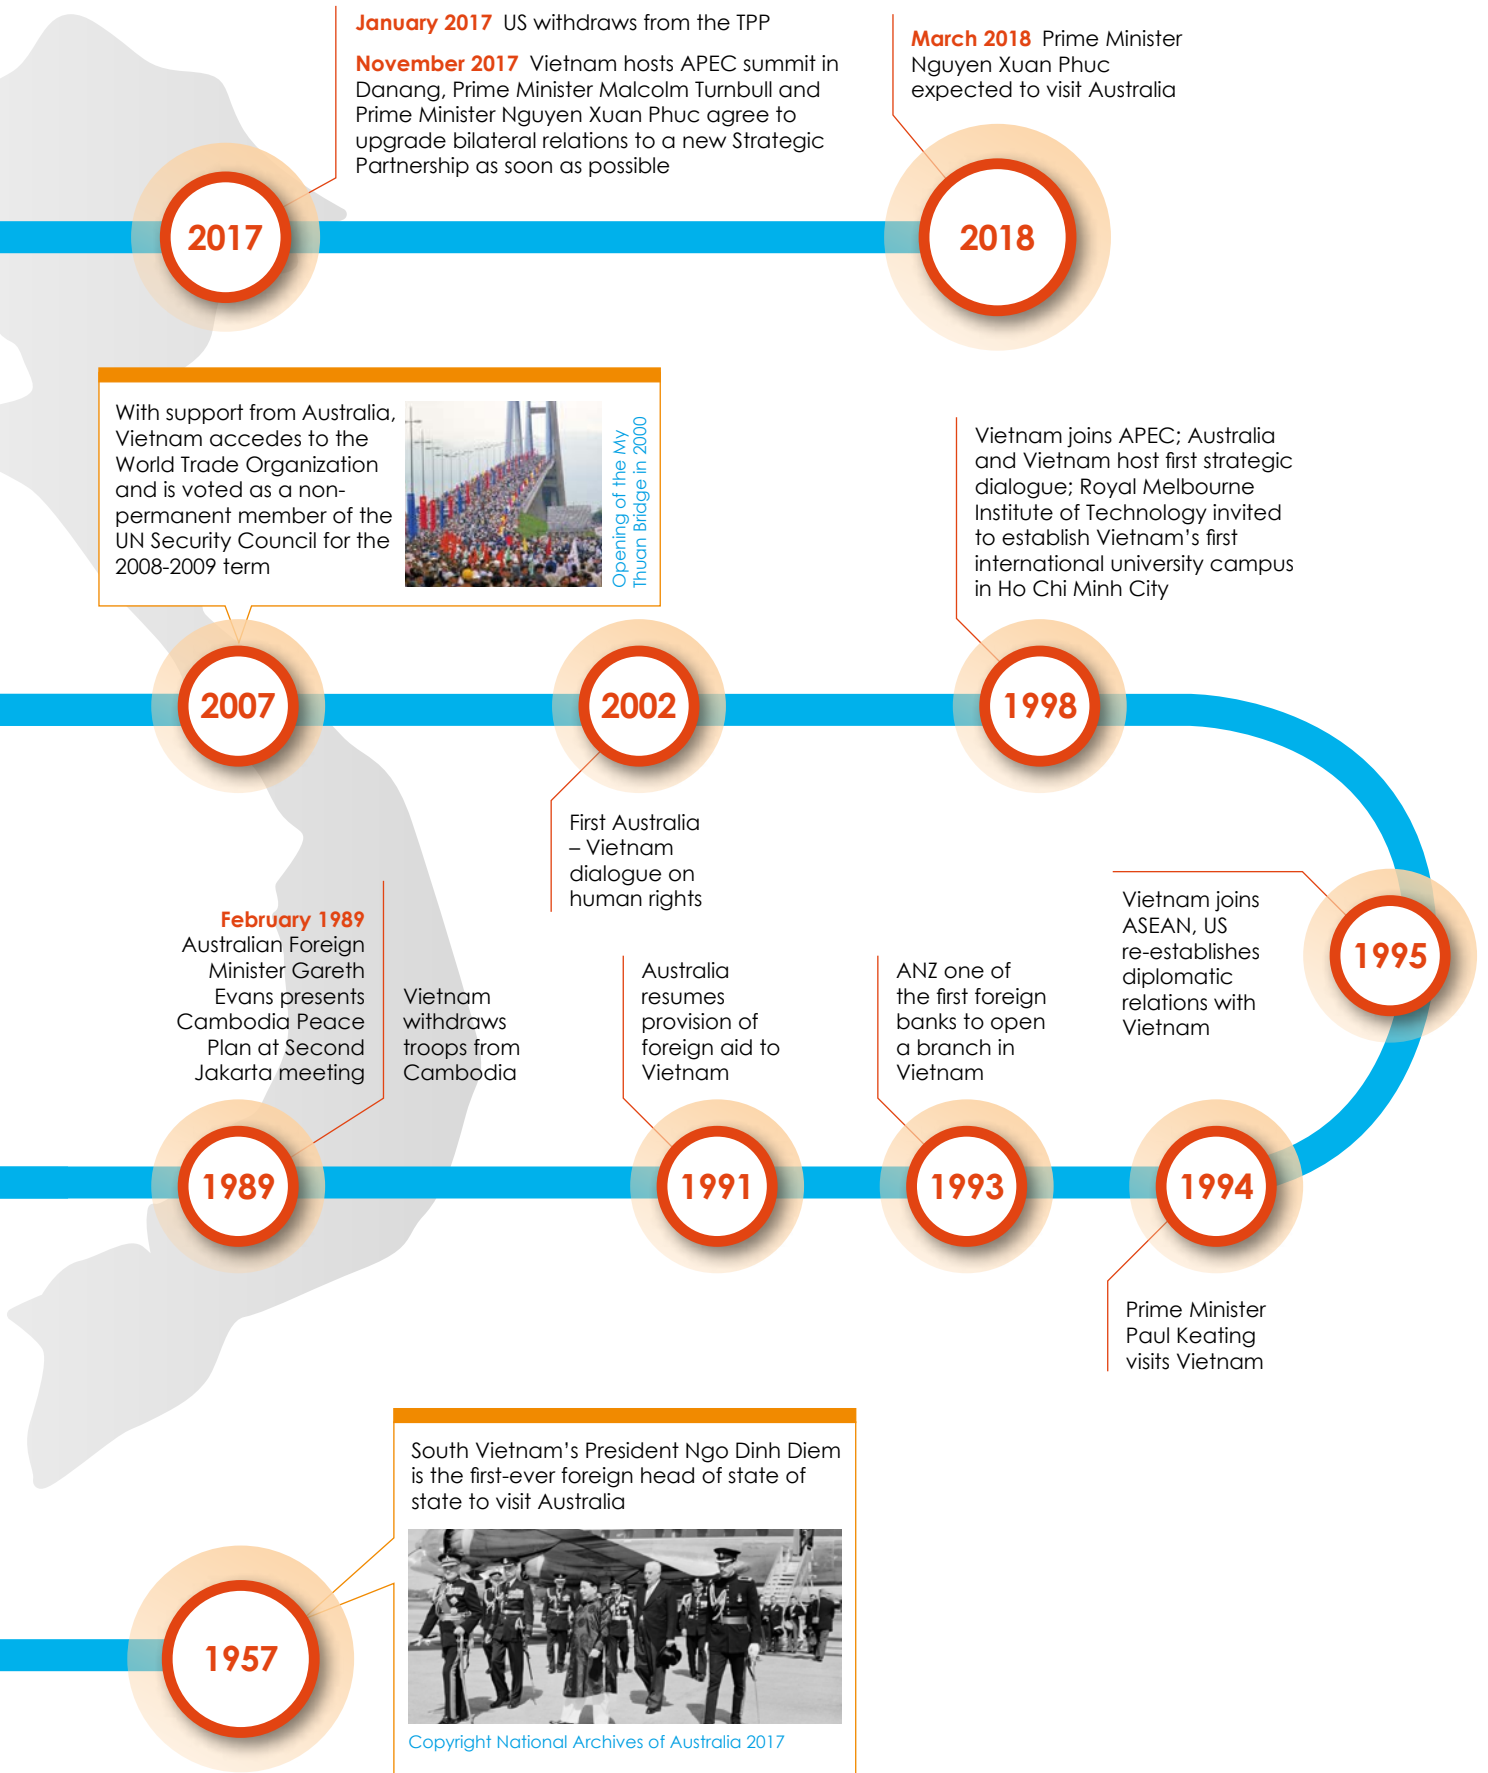 January 2017 US withdraws from the TPP
November 2017 Vietnam hosts APEC summit in
Danang, Prime Minister Malcolm Turnbull and
Prime Minister Nguyen Xuan Phuc agree to
upgrade bilateral relations to a new Strategic
Partnership as soon as possible
March 2018 Prime Minister
Nguyen Xuan Phuc
expected to visit Australia
2017
2018
With support from Australia,
Vietnam accedes to the
World Trade Organization
and is voted as a non-
permanent member of the
UN Security Council for the
2008-2009 term
Opening of the My
Thuan Bridge in 2000
Vietnam joins APEC; Australia
and Vietnam host first strategic
dialogue; Royal Melbourne
Institute of Technology invited
to establish Vietnam's first
international university campus
in Ho Chi Minh City
2007
2002
1998
First Australia
– Vietnam
dialogue on
human rights
Vietnam joins
ASEAN, US
re-establishes
diplomatic
relations with
Vietnam
1995
February 1989
Australian Foreign
Minister Gareth
Evans presents
Cambodia Peace
Plan at Second
Jakarta meeting
Vietnam
withdraws
troops from
Cambodia
Australia
resumes
provision of
foreign aid to
Vietnam
ANZ one of
the first foreign
banks to open
a branch in
Vietnam
1989
1991
1993
1994
Prime Minister
Paul Keating
visits Vietnam
South Vietnam's President Ngo Dinh Diem
is the first-ever foreign head of state of
state to visit Australia
1957
Copyright National Archives of Australia 2017